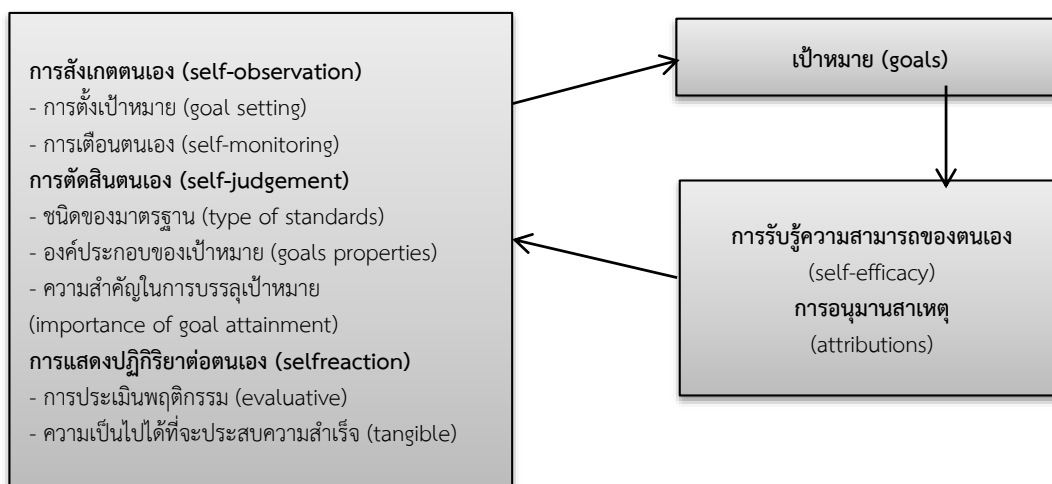 การสังเกตตนเอง (self-observation)
- การตั้งเป้าหมาย (goal setting)
- การเตือนตนเอง (self-monitoring)
การตัดสินตนเอง (self-judgement)
- ชนิดของมาตรฐาน (type of standards)
- องค์ประกอบของเป้าหมาย (goals properties)
- ความสำคัญในการบรรลุเป้าหมาย
(importance of goal attainment)
การแสดงปฏิกิริยาต่อตนเอง (selfreaction)
- การประเมินพฤติกรรม (evaluative)
- ความเป็นไปได้ที่จะประสบความสำเร็จ (tangible)
เป้าหมาย (goals)
การรับรู้ความสามารถของตนเอง
(self-efficacy)
การอนุมานสาเหตุ
(attributions)